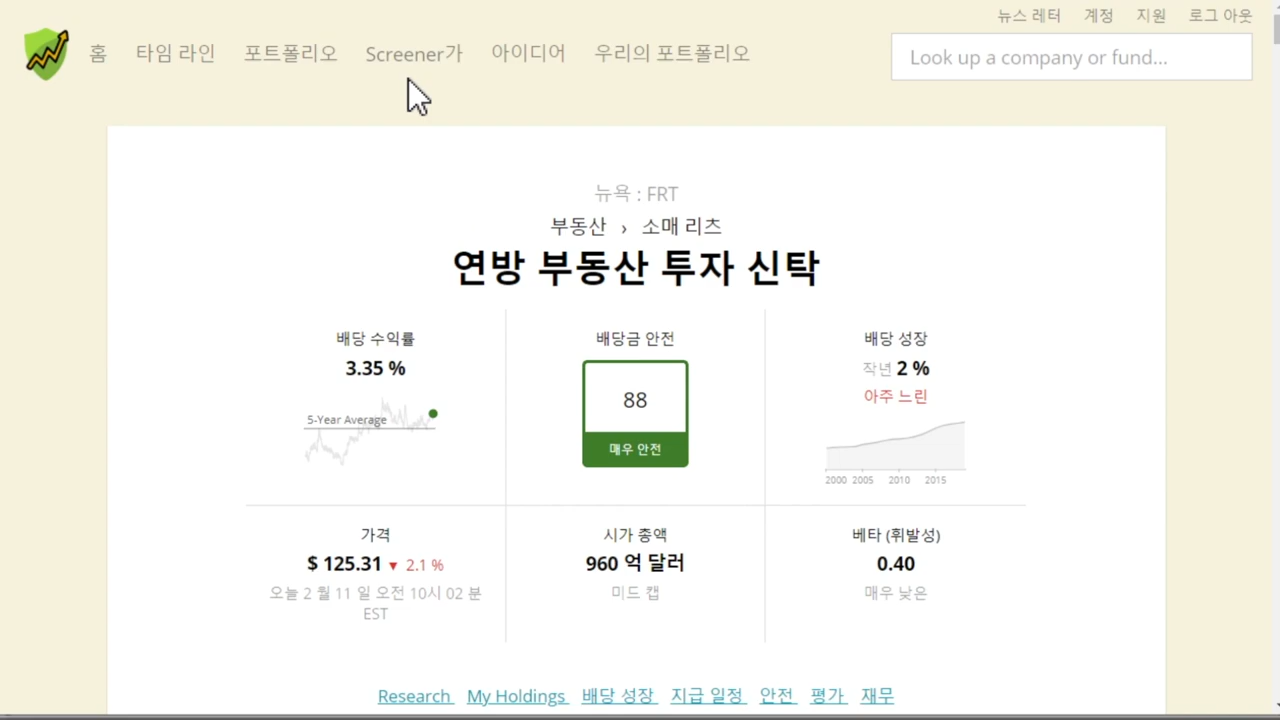 뉴스 레터 계정 지원 로그 아웃
홈 타임 라인 포트폴리오 Screener가 아이디어 우리의 포트폴리오
Look up a company or fund...
뉴욕 : FRT
부동산 › 소매 리츠
연방 부동산 투자 신탁
배당 수익률
3.35 %
5-Year Average
배당금 안전
88
매우 안전
배당 성장
작년 2 %
아주 느린
2000 2005 2010 2015
가격
$ 125.31 ▼ 2.1 %
오늘 2 월 11 일 오전 10시 02 분
EST
시가 총액
960 억 달러
미드 캡
베타 (휘발성)
0.40
매우 낮은
Research My Holdings 배당 성장 지급 일정 안전 평가 재무